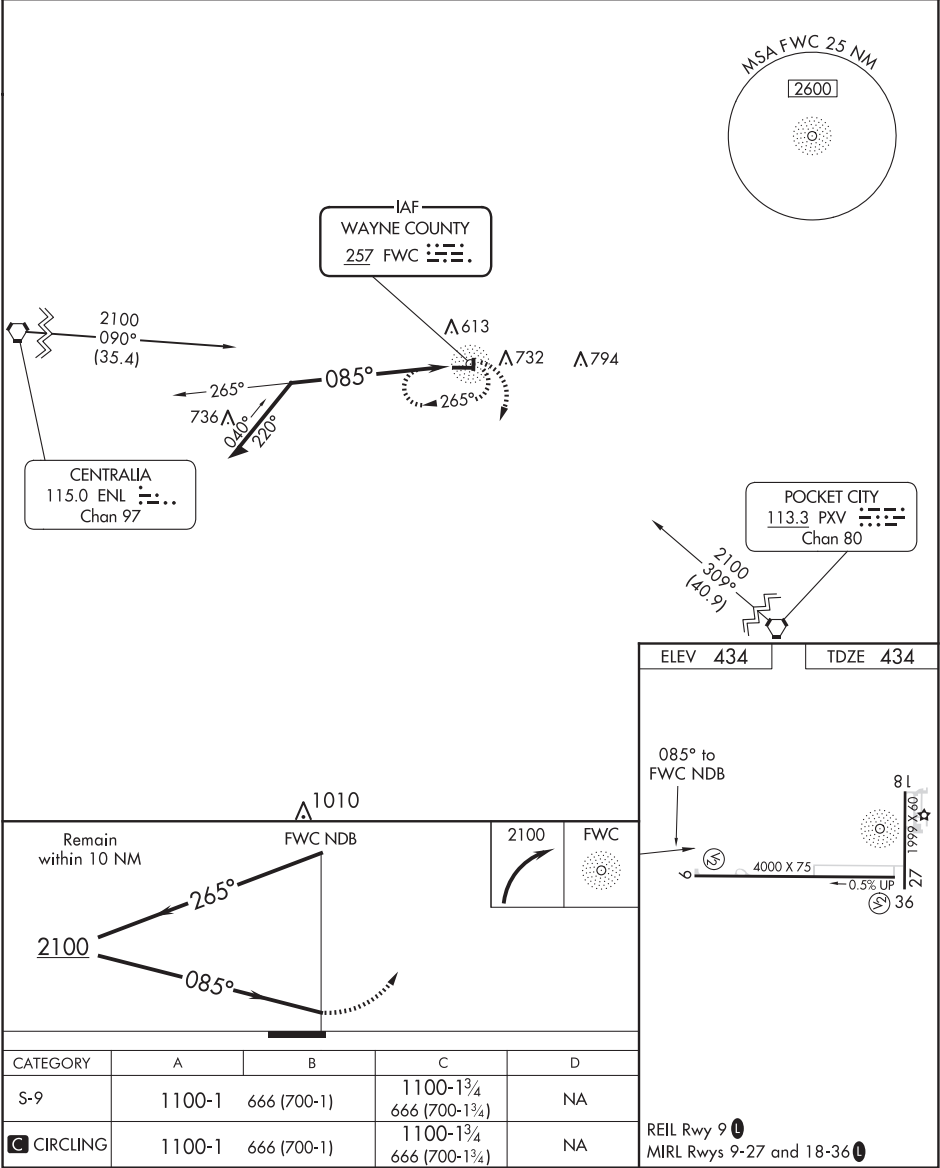 MSA FWC 25 NM
2600
IAF
WAYNE COUNTY
257 FWC
2100
090°
(35.4)
613
732
794
265°
085°
265°
736
040°
220°
CENTRALIA
115.0 ENL
Chan 97
POCKET CITY
113.3 PXV
Chan 80
2100
309°
(40.9)
1010
ELEV 434
TDZE 434
085° to
FWC NDB
18
1999 X 60
V2
4000 X 75
9
27
0.5% UP
V2
36
Remain
within 10 NM
FWC NDB
2100
FWC
265°
2100
085°
CATEGORY A B C D
S-9 1100-1 666 (700-1) 1100-1¾ 666 (700-1¾) NA
C CIRCLING 1100-1 666 (700-1) 1100-1¾ 666 (700-1¾) NA
REIL Rwy 9 L
MIRL Rwys 9-27 and 18-36 L